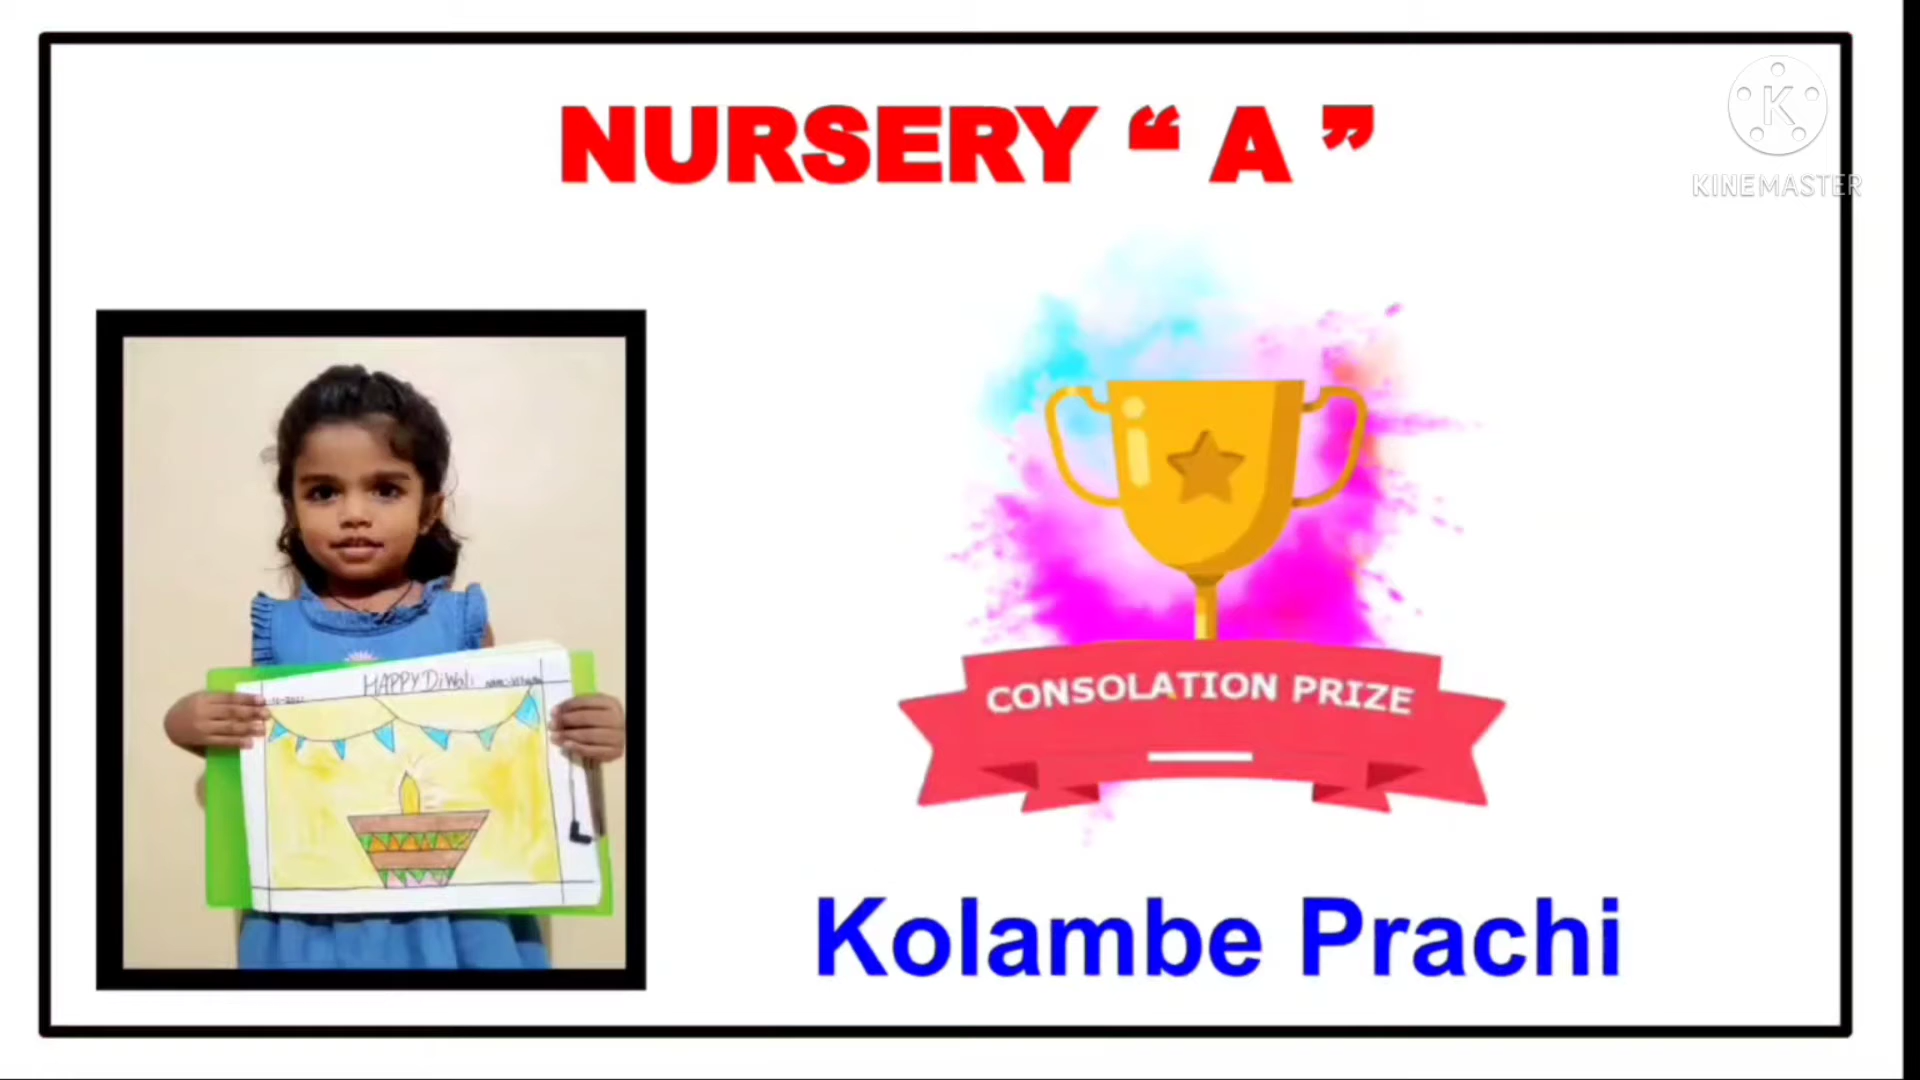 NURSERY “ A ”
K
KINEMASTER
HAPPY DiWali
CONSOLATION PRIZE
Kolambe Prachi